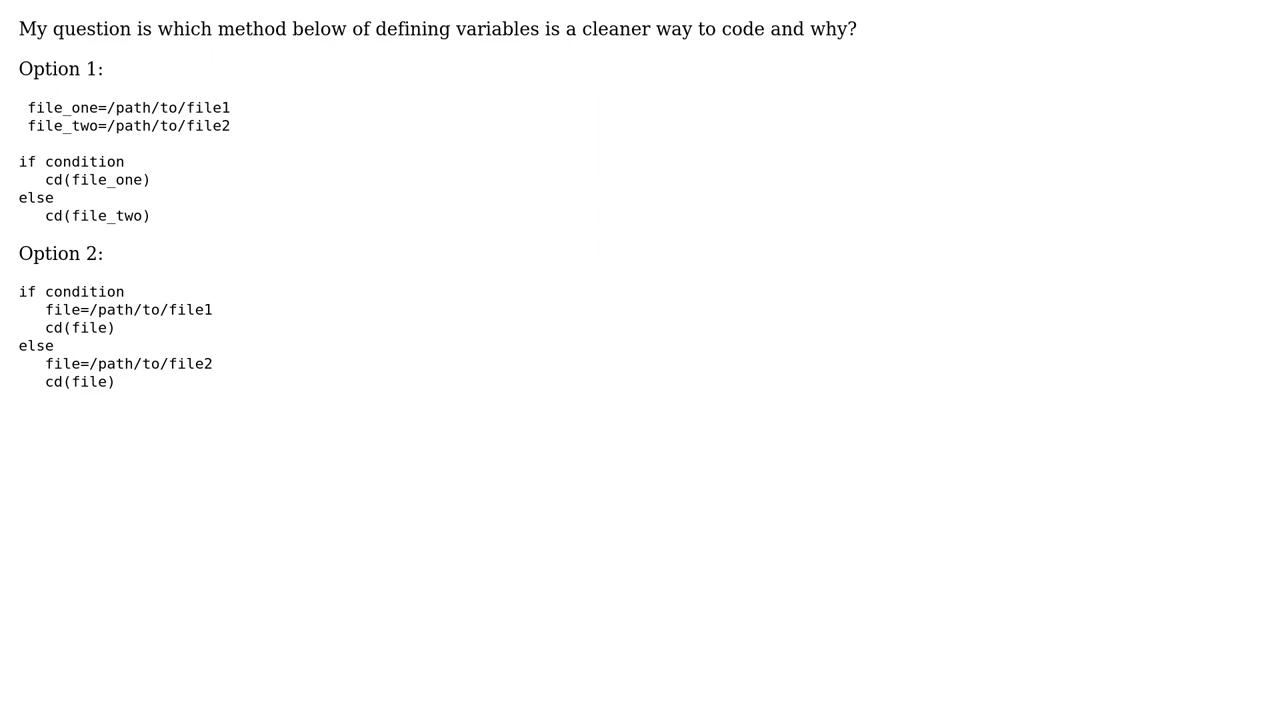 My question is which method below of defining variables is a cleaner way to code and why?
Option 1:
file_one=/path/to/file1
file_two=/path/to/file2
if condition
cd(file_one)
else
cd(file_two)
Option 2:
if condition
file=/path/to/file1
cd(file)
else
file=/path/to/file2
cd(file)